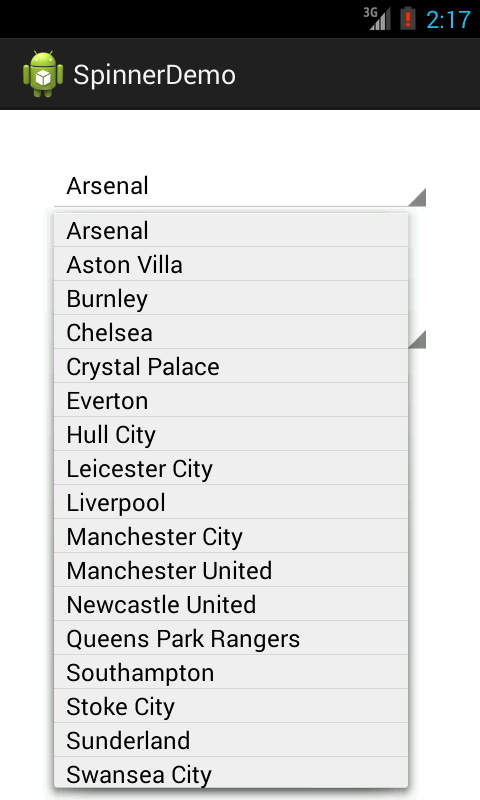 3G 2:17
SpinnerDemo
Arsenal
Arsenal
Aston Villa
Burnley
Chelsea
Crystal Palace
Everton
Hull City
Leicester City
Liverpool
Manchester City
Manchester United
Newcastle United
Queens Park Rangers
Southampton
Stoke City
Sunderland
Swansea City